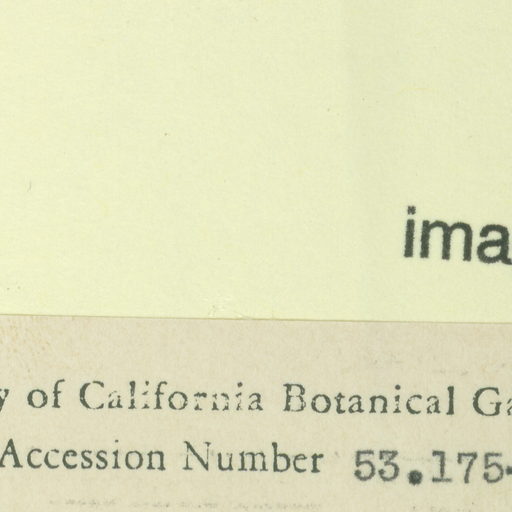 ima
y of California Botanical Ga
Accession Number 53.175-